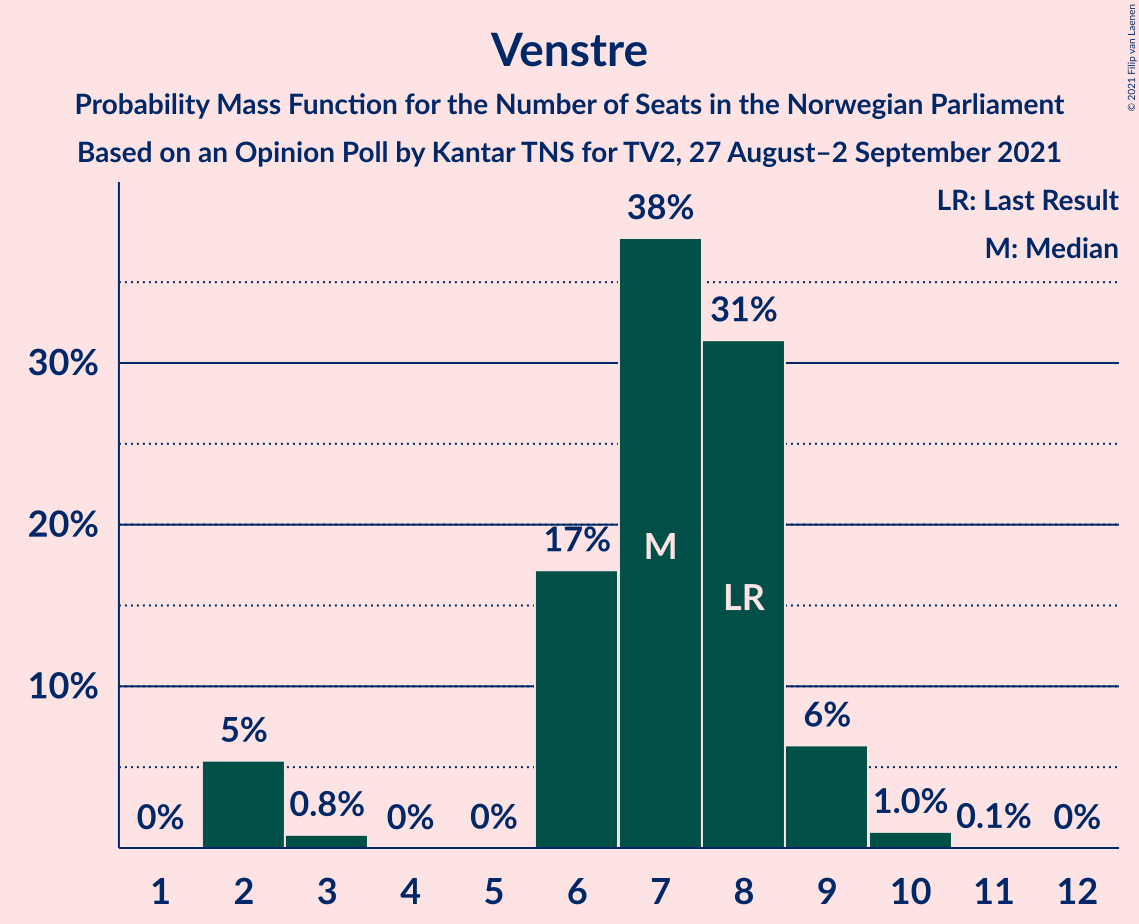 Venstre
Probability Mass Function for the Number of Seats in the Norwegian Parliament
Based on an Opinion Poll by Kantar TNS for TV2, 27 August–2 September 2021
© 2021 Filip van Laenen
LR: Last Result
M: Median
38%
31%
30%
20%
17%
M
LR
10%
5%
6%
0%
0.8%
0%
0%
1.0%
0.1%
0%
1 2 3 4 5 6 7 8 9 10 11 12